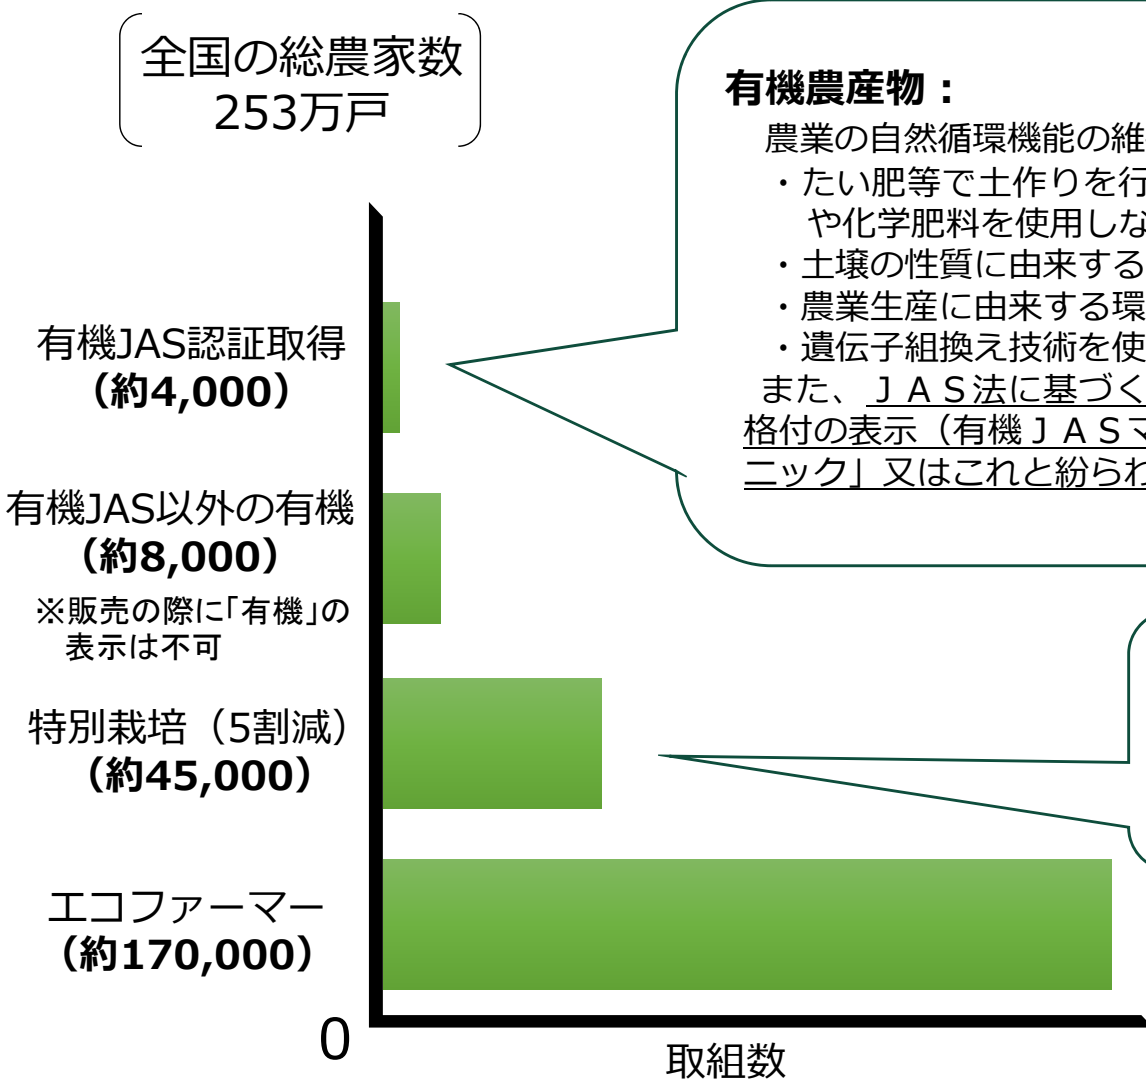 全国の総農家数
253万戸
有機農産物：
農業の自然循環機能の維
・たい肥等で土作りを行
や化学肥料を使用しな
・土壌の性質に由来する
・農業生産に由来する環
・遺伝子組換え技術を使
また、ＪＡＳ法に基づく
格付の表示（有機ＪＡＳマ
ニック」又はこれと紛らわ
有機JAS認証取得
（約4,000）
有機JAS以外の有機
（約8,000）
※販売の際に「有機」の
表示は不可
特別栽培（5割減）
（約45,000）
エコファーマー
（約170,000）
0
取組数